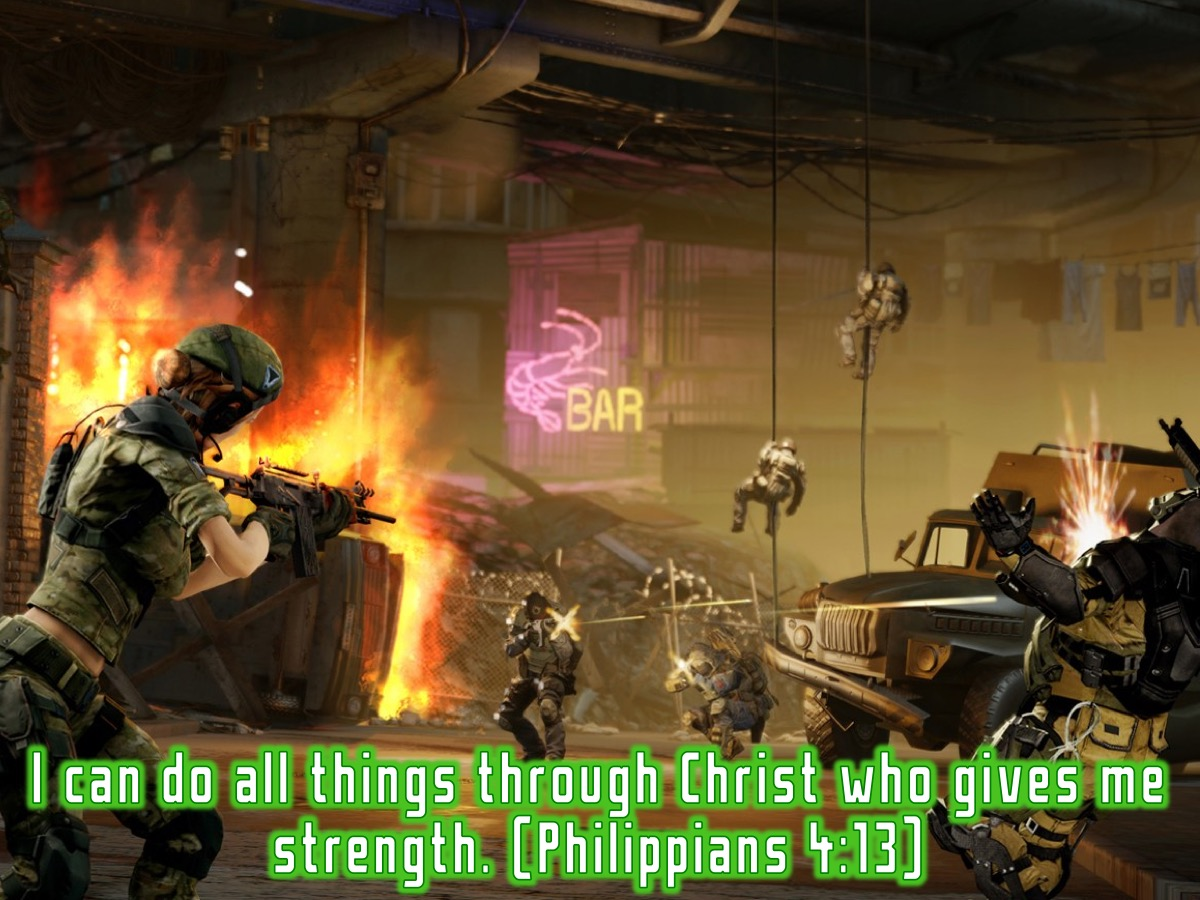 BAR
I can do all things through Christ who gives me
strength. (Philippians 4:13)